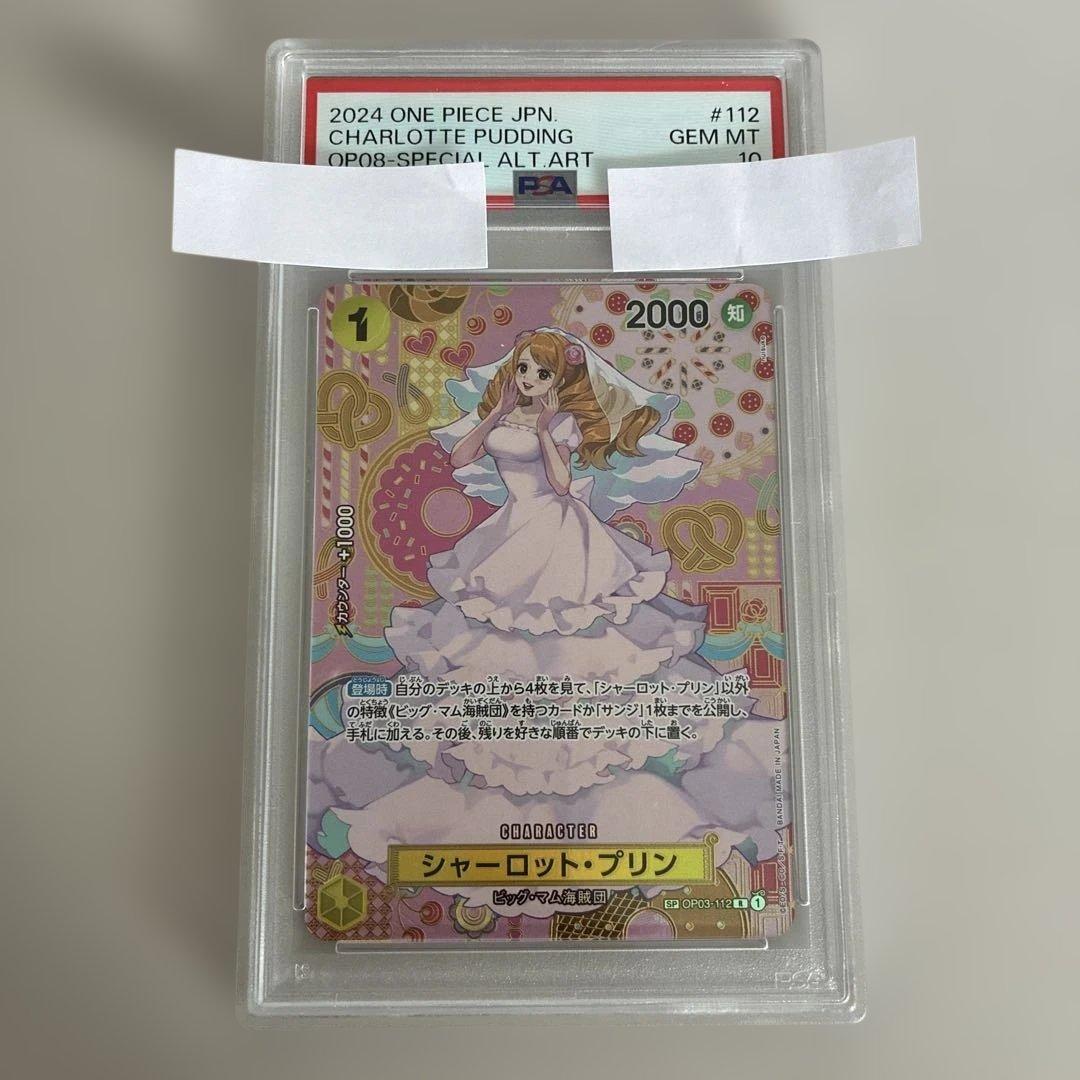 2024 ONE PIECE JPN. #112
CHARLOTTE PUDDING GEM MT
OP08-SPECIAL ALT.ART 10
PSA
1
2000 知
カウンター +1000
登場時 自分のデッキの上から4枚を見て、「シャーロット・プリン」以外
の特徴《ビッグ・マム海賊団》を持つカードか「サンジ」1枚までを公開し、
手札に加える。その後、残りを好きな順番でデッキの下に置く。
CHARACTER
シャーロット・プリン
ビッグ・マム海賊団
SP OP03-112 R 1
BANDAI MADE IN JAPAN
PSA